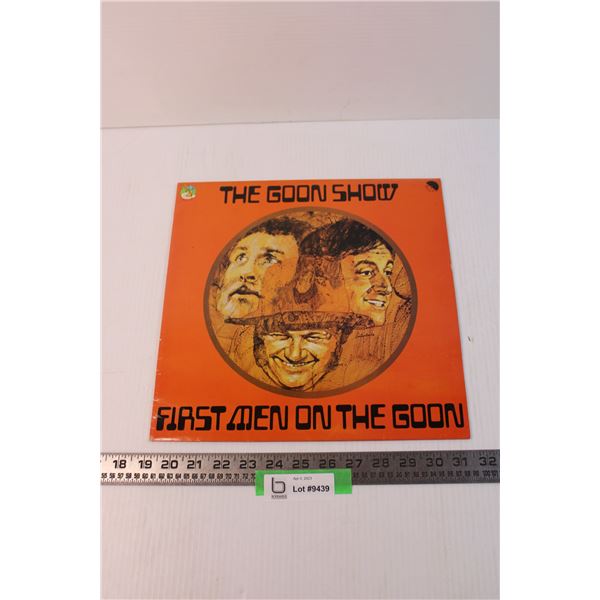 THE GOON SHOW
FIRST MEN ON THE GOON
18 19 20 21 22 23 24 25 26 27 28 29 30 31 32
Lot #9439